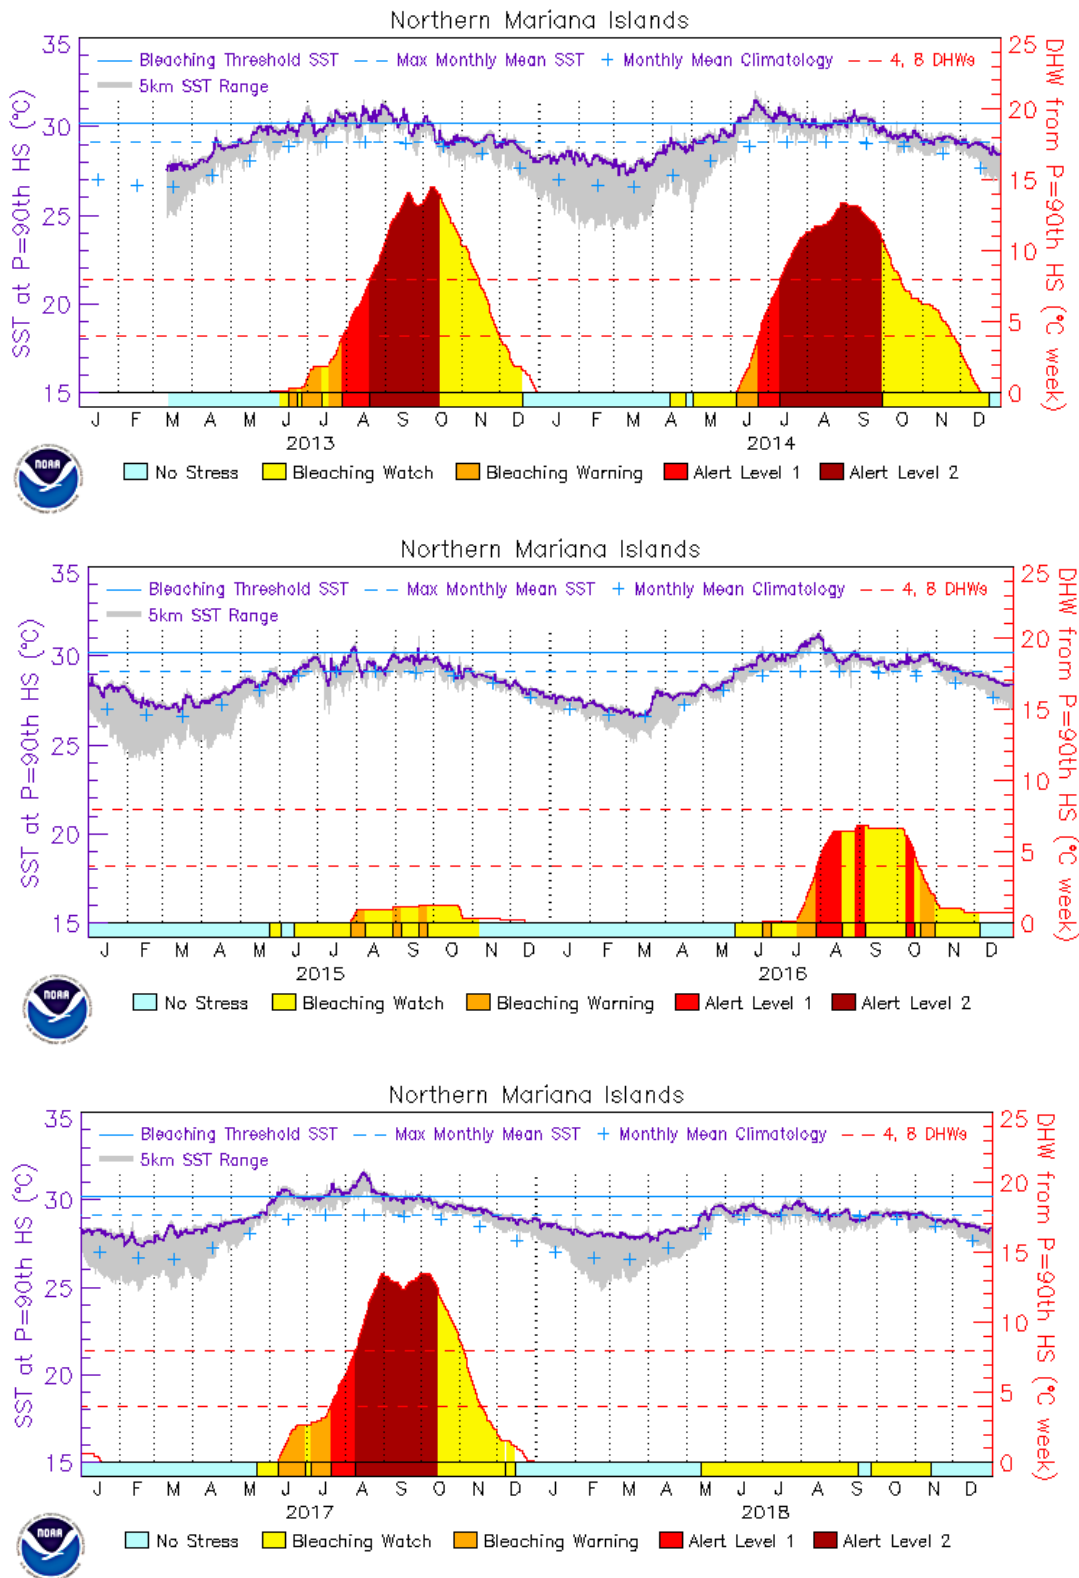 Northern Mariana Islands
Bleaching Threshold SST Max Monthly Mean SST Monthly Mean Climatology 4, 8 DHWs
5km SST Range
SST at P=90th HS (°C)
35
30
25
20
15
DHW from P=90th HS (°C week)
25
20
15
10
5
0
J F M A M J J A S O N D J F M A M J J A S O N D
2013 2014
NOAA
No Stress Bleaching Watch Bleaching Warning Alert Level 1 Alert Level 2
Northern Mariana Islands
Bleaching Threshold SST Max Monthly Mean SST Monthly Mean Climatology 4, 8 DHWs
5km SST Range
SST at P=90th HS (°C)
35
30
25
20
15
DHW from P=90th HS (°C week)
25
20
15
10
5
0
J F M A M J J A S O N D J F M A M J J A S O N D
2015 2016
NOAA
No Stress Bleaching Watch Bleaching Warning Alert Level 1 Alert Level 2
Northern Mariana Islands
Bleaching Threshold SST Max Monthly Mean SST Monthly Mean Climatology 4, 8 DHWs
5km SST Range
SST at P=90th HS (°C)
35
30
25
20
15
DHW from P=90th HS (°C week)
25
20
15
10
5
0
J F M A M J J A S O N D J F M A M J J A S O N D
2017 2018
NOAA
No Stress Bleaching Watch Bleaching Warning Alert Level 1 Alert Level 2